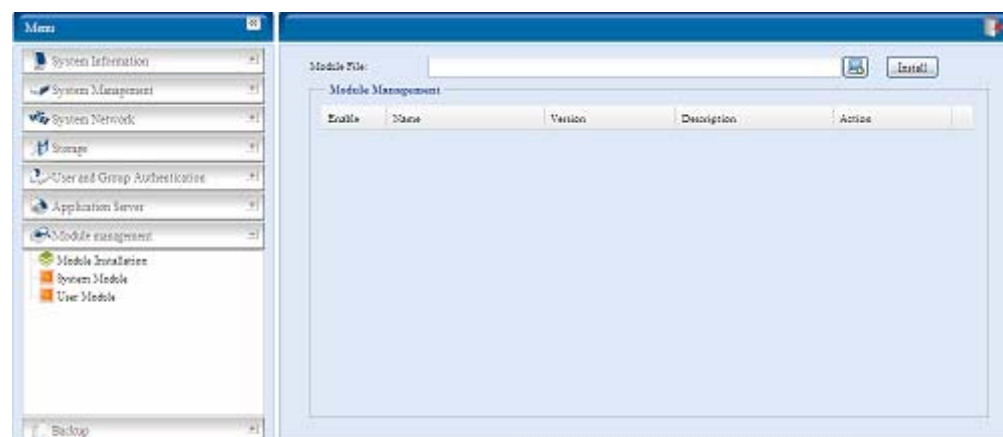 Menu
System Information
System Management
System Network
Storage
User and Group Authentication
Application Server
Module management
Module Installation
System Module
User Module
Backup
Module File:
Install
Module Management
Enable Name Version Description Action